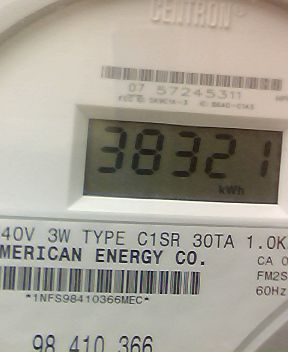 CENTRON®
07 57245311
38321
kWh
40V 3W TYPE C1SR 30TA 1.0K
MERICAN ENERGY CO.
CA 0
FM2S
60Hz
*1NFS98410366MEC*
98 410 366